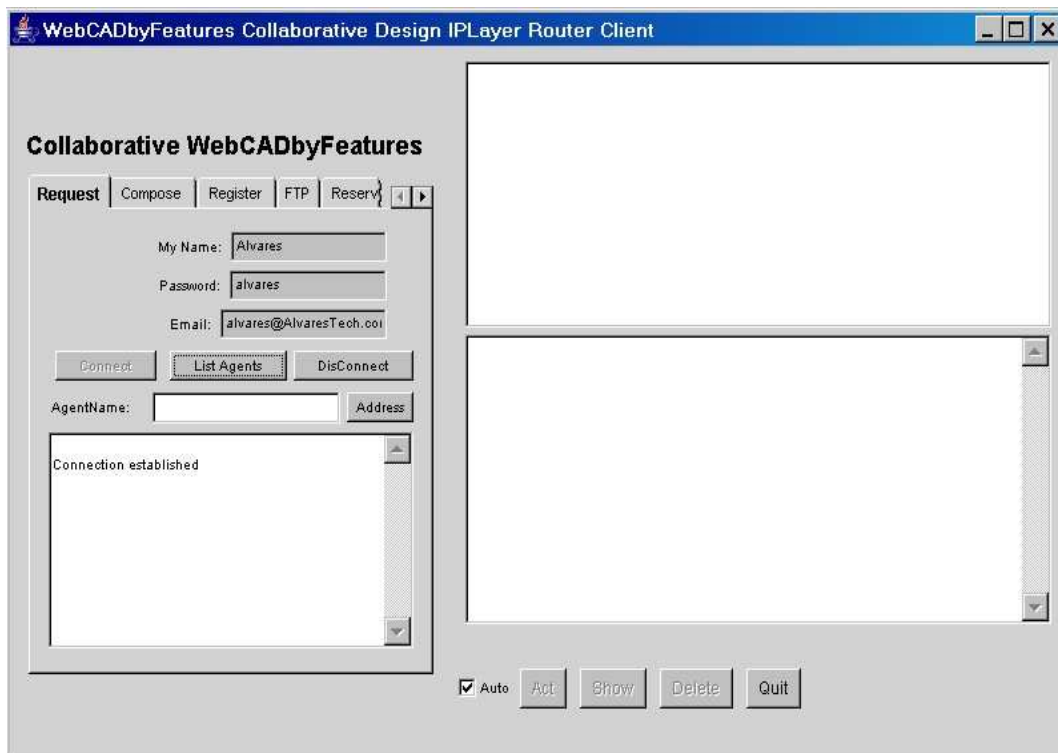 WebCADbyFeatures Collaborative Design IPLayer Router Client
Collaborative WebCADbyFeatures
Request Compose Register FTP Reserv
My Name: Alvares
Password: alvares
Email: alvares@AlvaresTech.co
Connect List Agents DisConnect
AgentName: Address
Connection established
Auto Act Show Delete Quit